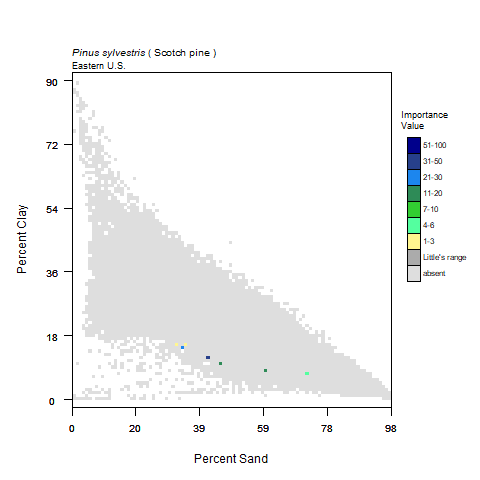 Pinus sylvestris ( Scotch pine )
Eastern U.S.
90
72
54
36
18
0
Percent Clay
0
20
39
59
78
98
Percent Sand
Importance
Value
51-100
31-50
21-30
11-20
7-10
4-6
1-3
Little's range
absent